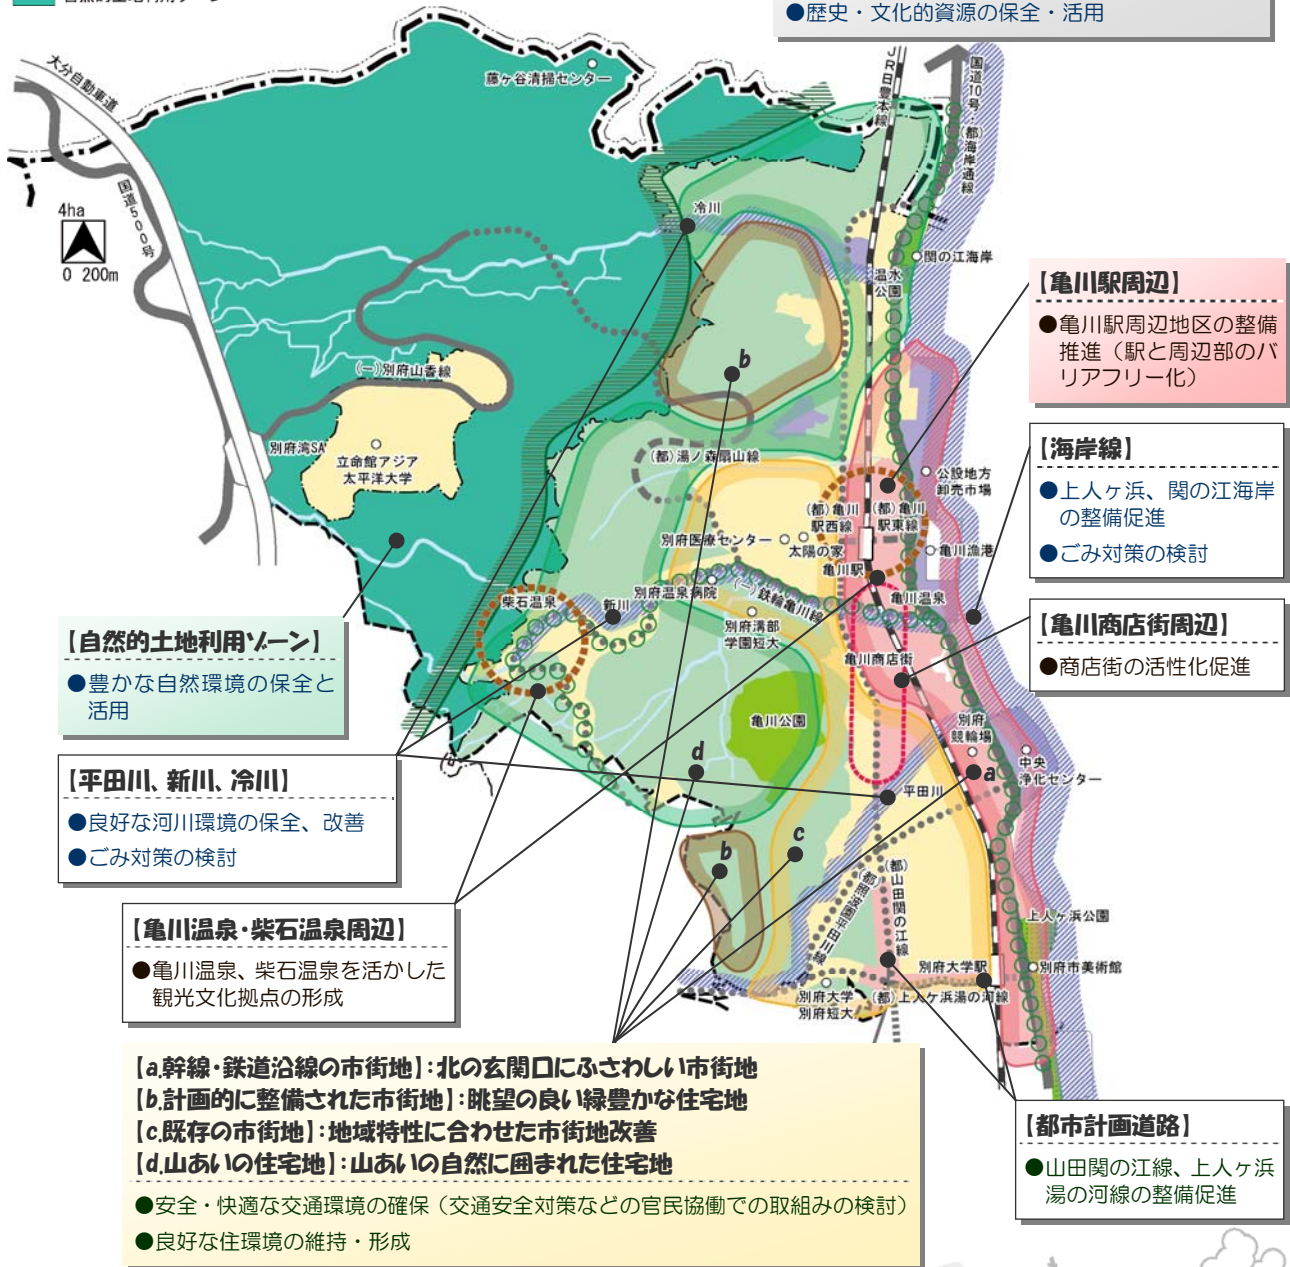 ●歴史・文化的資源の保全・活用
大分自動車道
藤ヶ谷清掃センター
JR日豊本線
国道10号・(都)海岸通線
国道500号
4ha
0 200m
冷川
関の江海岸
温水
公園
【亀川駅周辺】
●亀川駅周辺地区の整備
推進（駅と周辺部のバ
リアフリー化）
b
(一)別府山香線
別府湾SA
立命館アジア
太平洋大学
(都)湯ノ森扇山線
【海岸線】
●上人ヶ浜、関の江海岸
の整備促進
●ごみ対策の検討
公設地方
卸売市場
(都)亀川
駅西線
(都)亀川
駅東線
別府医療センター
太陽の家
亀川漁港
亀川駅
別府温泉病院
(一)鉄輪亀川線
亀川温泉
柴石温泉
新川
別府溝部
学園短大
【亀川商店街周辺】
●商店街の活性化促進
【自然的土地利用ゾーン】
●豊かな自然環境の保全と
活用
亀川商店街
亀川公園
別府
競輪場
中央
浄化センター
d
a
【平田川、新川、冷川】
●良好な河川環境の保全、改善
●ごみ対策の検討
平田川
c
b
(都)照波園平田川線
(都)山田関の江線
上人ヶ浜公園
【亀川温泉・柴石温泉周辺】
●亀川温泉、柴石温泉を活かした
観光文化拠点の形成
別府大学駅
別府市美術館
別府大学
別府短大
(都)上人ヶ浜湯の河線
【a.幹線・鉄道沿線の市街地】：北の玄関口にふさわしい市街地
【b.計画的に整備された市街地】：眺望の良い緑豊かな住宅地
【c.既存の市街地】：地域特性に合わせた市街地改善
【d.山あいの住宅地】：山あいの自然に囲まれた住宅地
●安全・快適な交通環境の確保（交通安全対策などの官民協働での取組みの検討）
●良好な住環境の維持・形成
【都市計画道路】
●山田関の江線、上人ヶ浜
湯の河線の整備促進